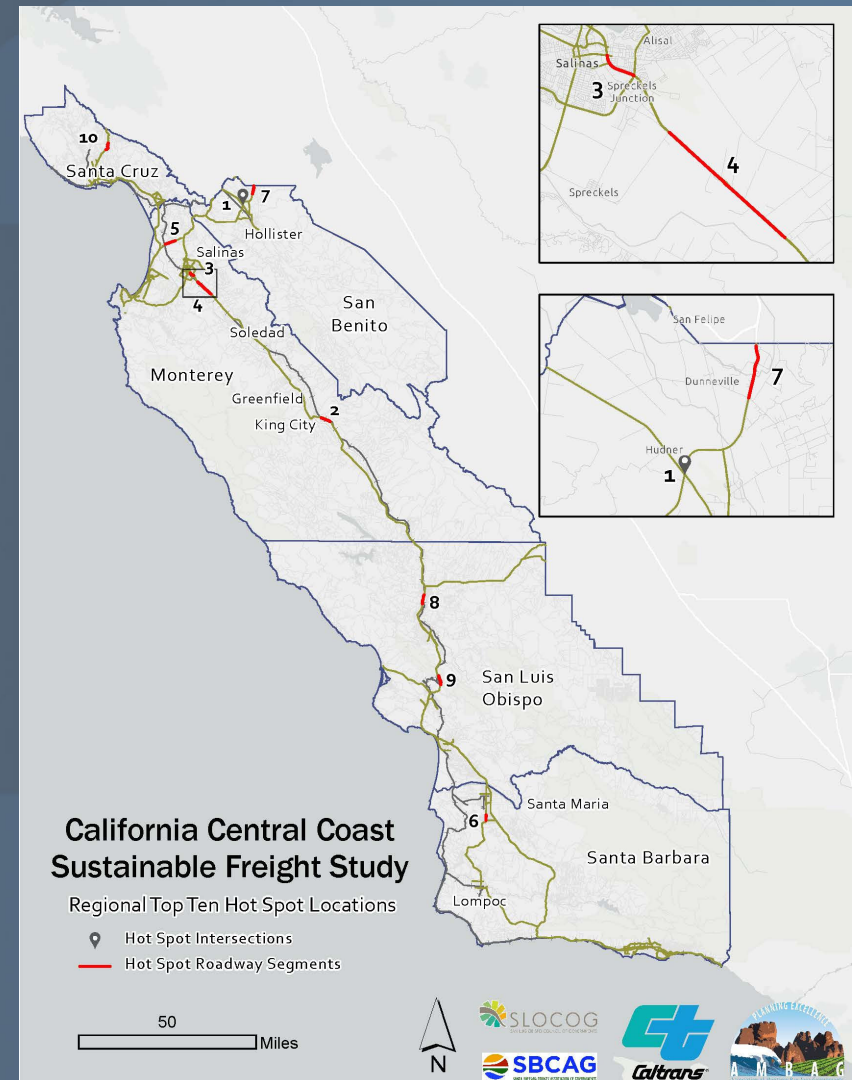 Alisal
Salinas
3
Spreckels
Junction
4
Spreckels
10
Santa Cruz
1
7
Hollister
5
Salinas
3
4
San
Benito
Soledad
Monterey
Greenfield
2
King City
San Felipe
Dunneville
7
Hudner
1
8
9
San Luis
Obispo
6
Santa Maria
Santa Barbara
Lompoc
California Central Coast
Sustainable Freight Study
Regional Top Ten Hot Spot Locations
Hot Spot Intersections
Hot Spot Roadway Segments
50
Miles
N
SLOCOG
SBCAG
Caltrans
PLANNING EXCELLENCE
AMBAG